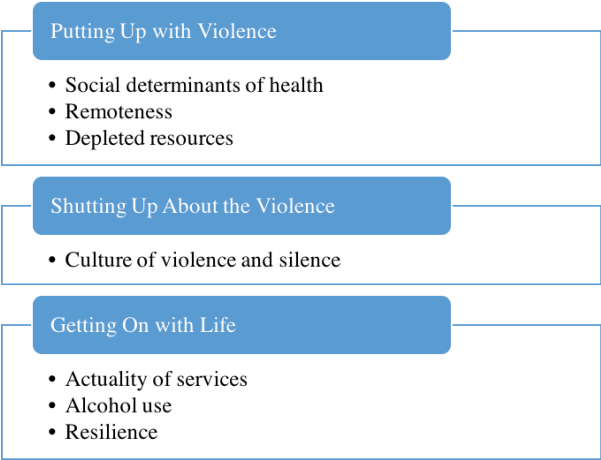 Putting Up with Violence
• Social determinants of health
• Remoteness
• Depleted resources
Shutting Up About the Violence
• Culture of violence and silence
Getting On with Life
• Actuality of services
• Alcohol use
• Resilience